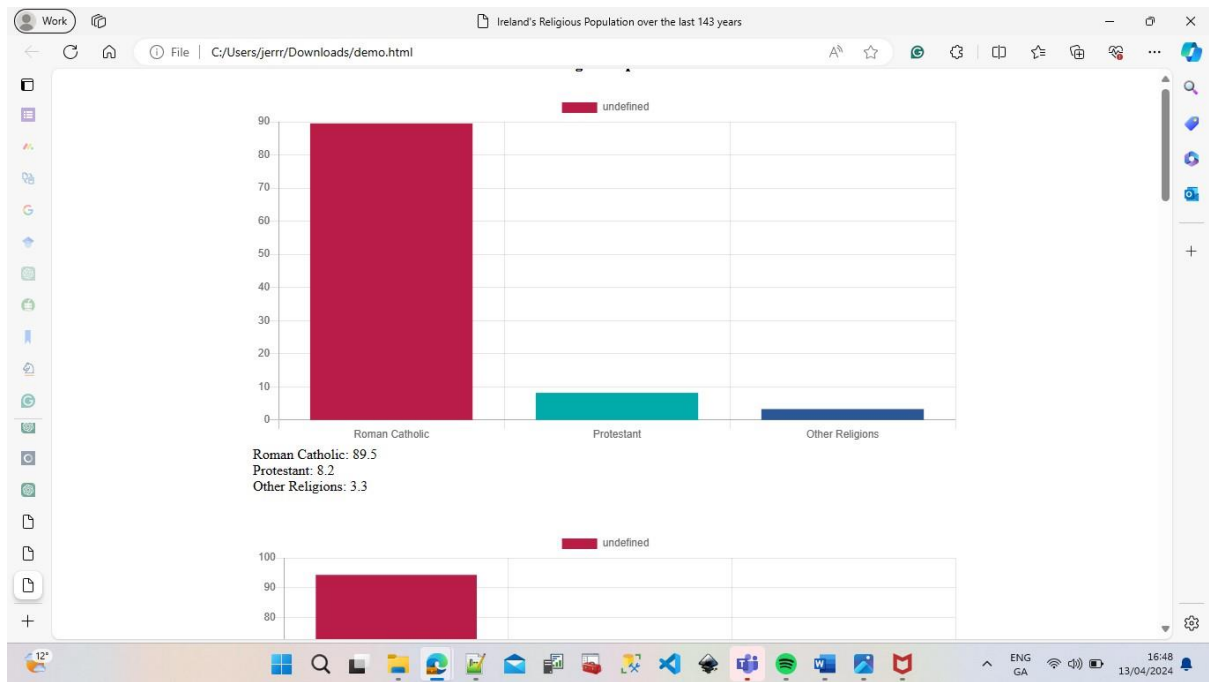 Work
Ireland's Religious Population over the last 143 years
File C:/Users/jerrr/Downloads/demo.html
undefined
90
80
70
60
50
40
30
20
10
0
Roman Catholic Protestant Other Religions
Roman Catholic: 89.5
Protestant: 8.2
Other Religions: 3.3
undefined
100
90
80
12°
ENG
GA
16:48
13/04/2024